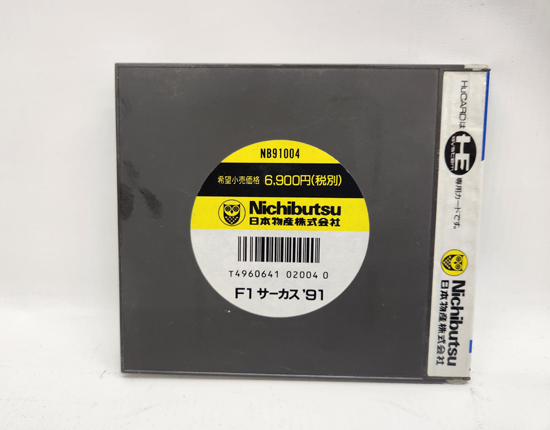 NB91004
希望小売価格 6,900円(税別)
Nichibutsu
日本物産株式会社
T4960641 02004 0
F1 サーカス '91
HuCARDは
HE
専用カードです。
Nichibutsu
日本物産株式会社